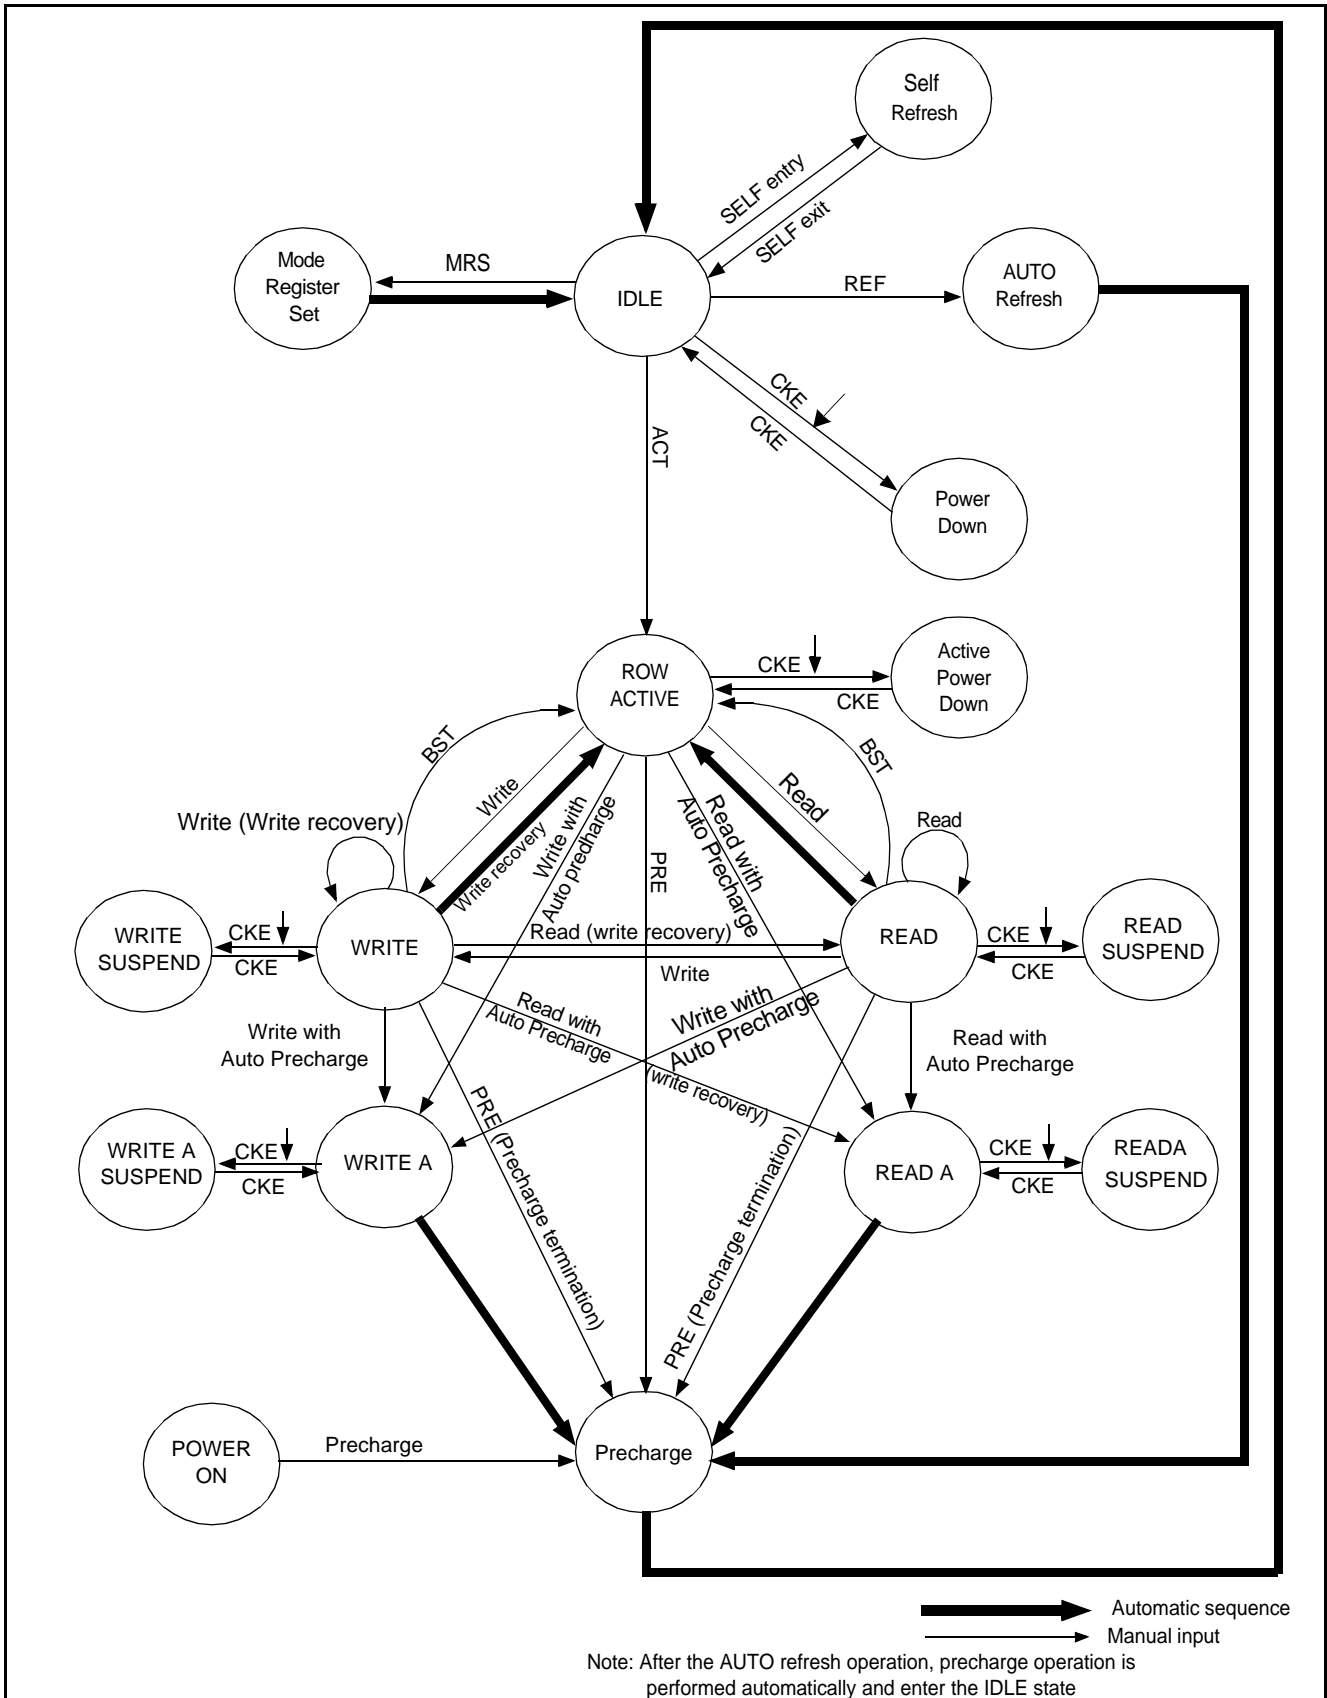 Self
Refresh
SELF entry
SELF exit
Mode
Register
Set
MRS
IDLE
REF
AUTO
Refresh
CKE
CKE
ACT
Power
Down
ROW
ACTIVE
CKE
CKE
Active
Power
Down
BST
BST
Write
Write recovery
Write with
Auto predharge
PRE
Read with
Auto Precharge
Read
Write (Write recovery)
Read
WRITE
SUSPEND
CKE
CKE
WRITE
Read (write recovery)
Write
READ
CKE
CKE
READ
SUSPEND
Write with
Auto Precharge
Read with
Auto Precharge
(write recovery)
Write with
Auto Precharge
Read with
Auto Precharge
WRITE A
SUSPEND
CKE
CKE
WRITE A
PRE (Precharge termination)
PRE (Precharge termination)
READ A
CKE
CKE
READA
SUSPEND
POWER
ON
Precharge
Precharge
Automatic sequence
Manual input
Note: After the AUTO refresh operation, precharge operation is
performed automatically and enter the IDLE state